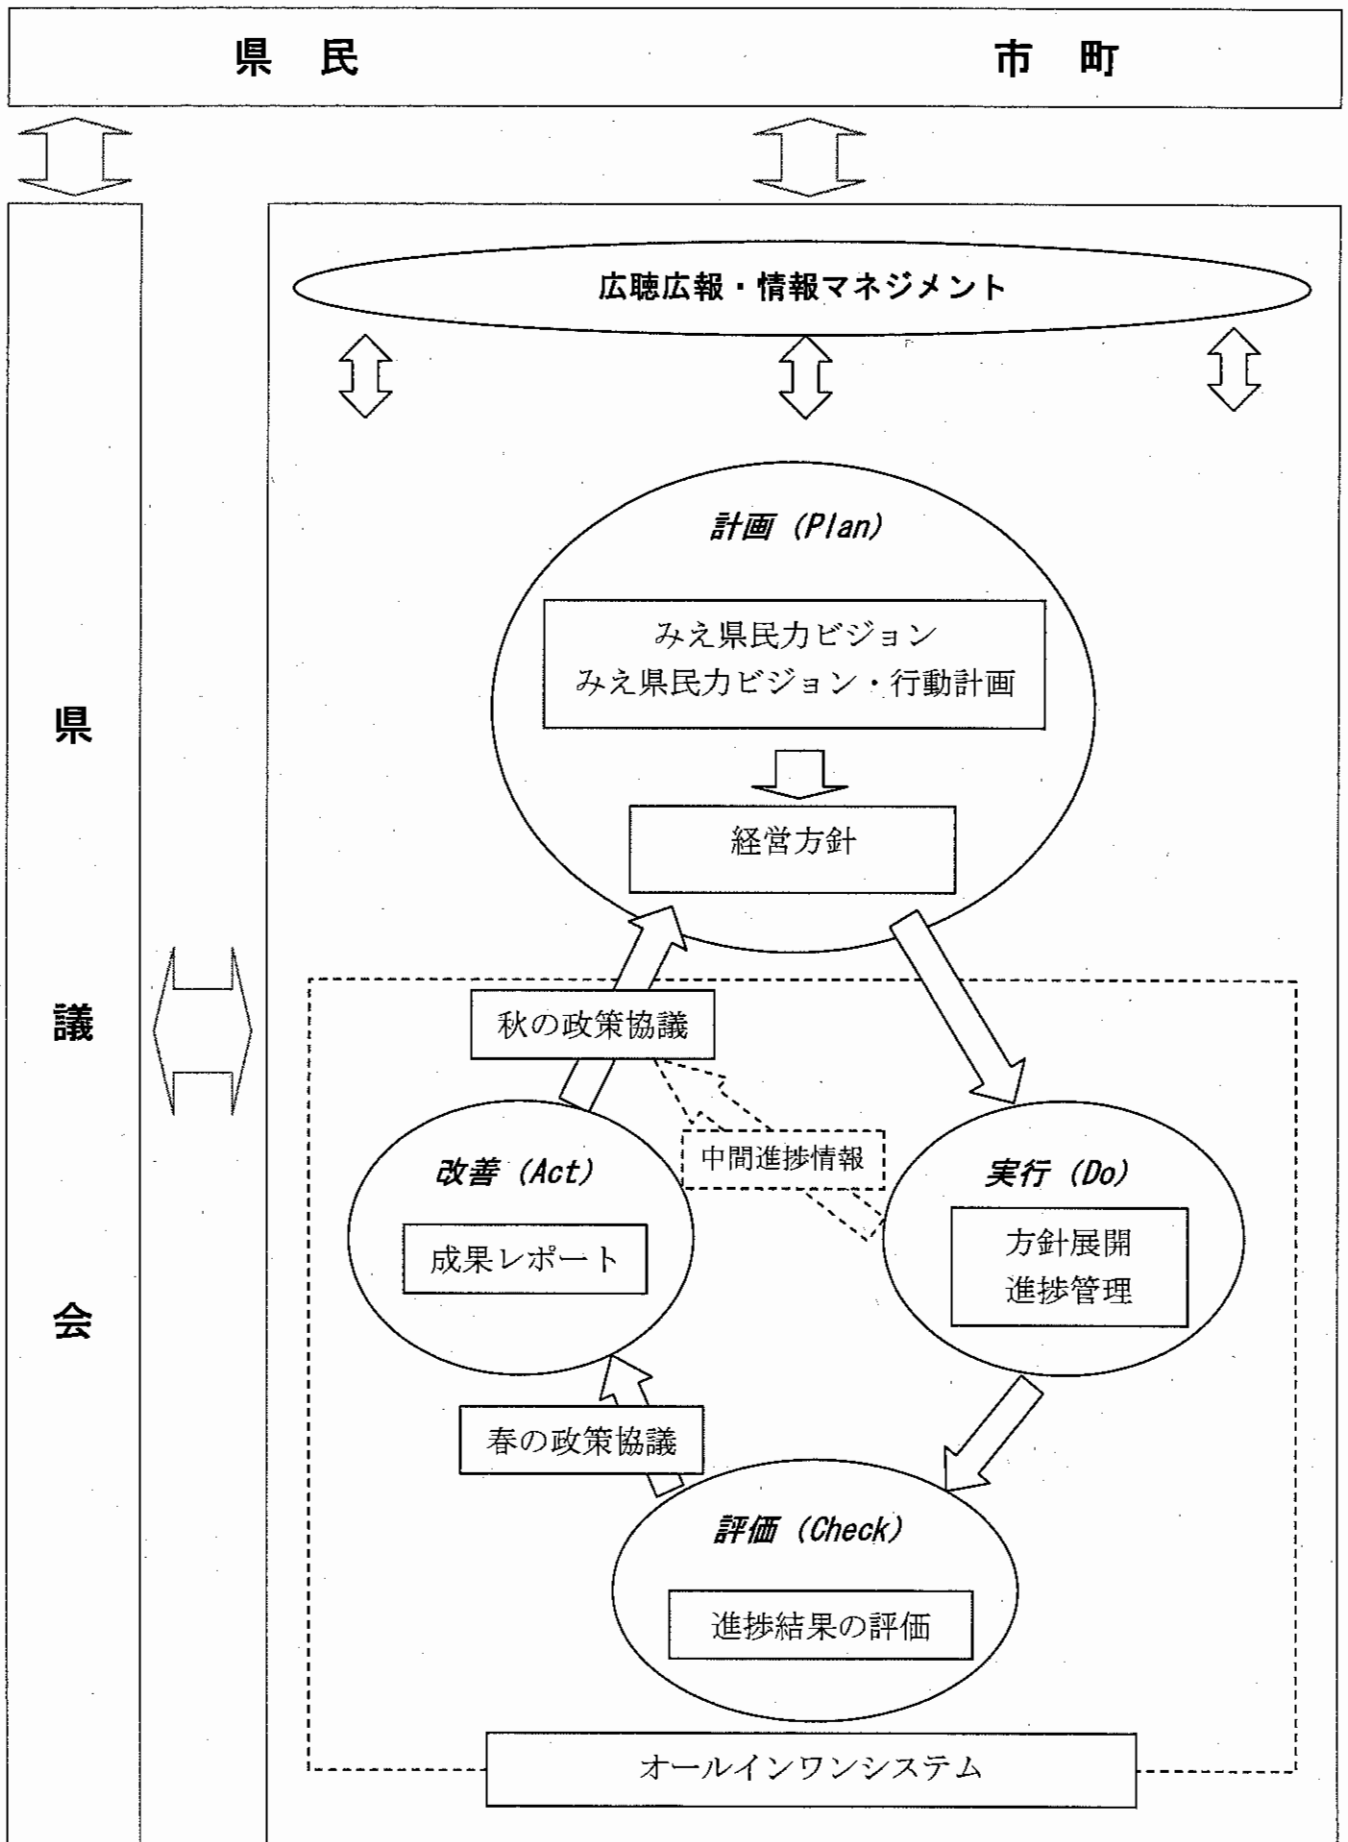 県 民
市 町
広聴広報・情報マネジメント
計画 (Plan)
みえ県民力ビジョン
みえ県民力ビジョン・行動計画
経営方針
県
議
会
秋の政策協議
中間進捗情報
改善 (Act)
成果レポート
実行 (Do)
方針展開
進捗管理
春の政策協議
評価 (Check)
進捗結果の評価
オールインワンシステム